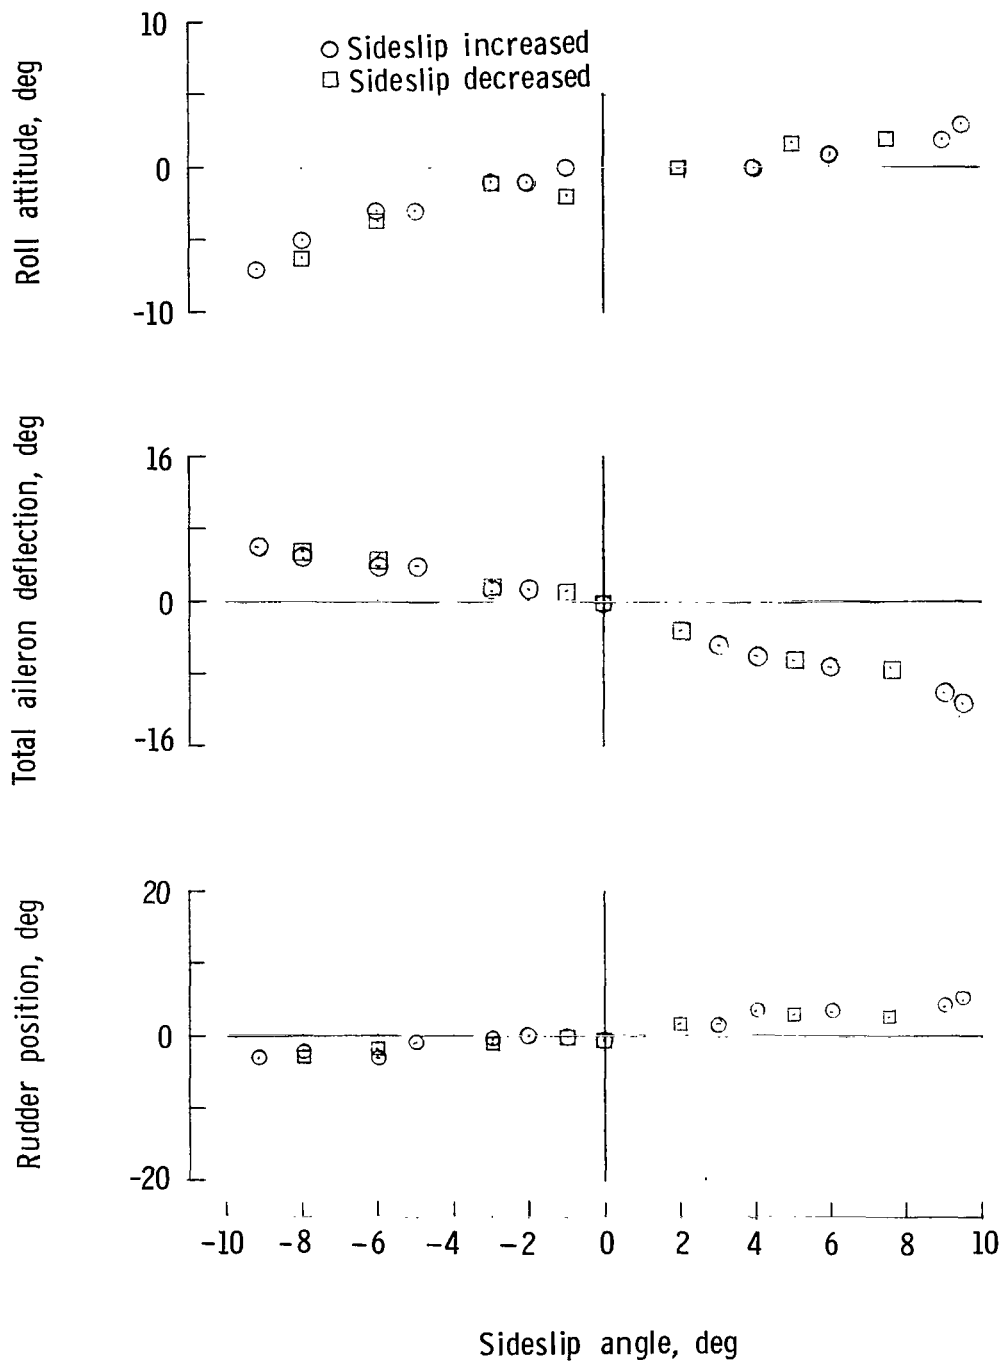 10
○ Sideslip increased
□ Sideslip decreased
Roll attitude, deg
0
-10
16
Total aileron deflection, deg
0
-16
20
Rudder position, deg
0
-20
-10 -8 -6 -4 -2 0 2 4 6 8 10
Sideslip angle, deg